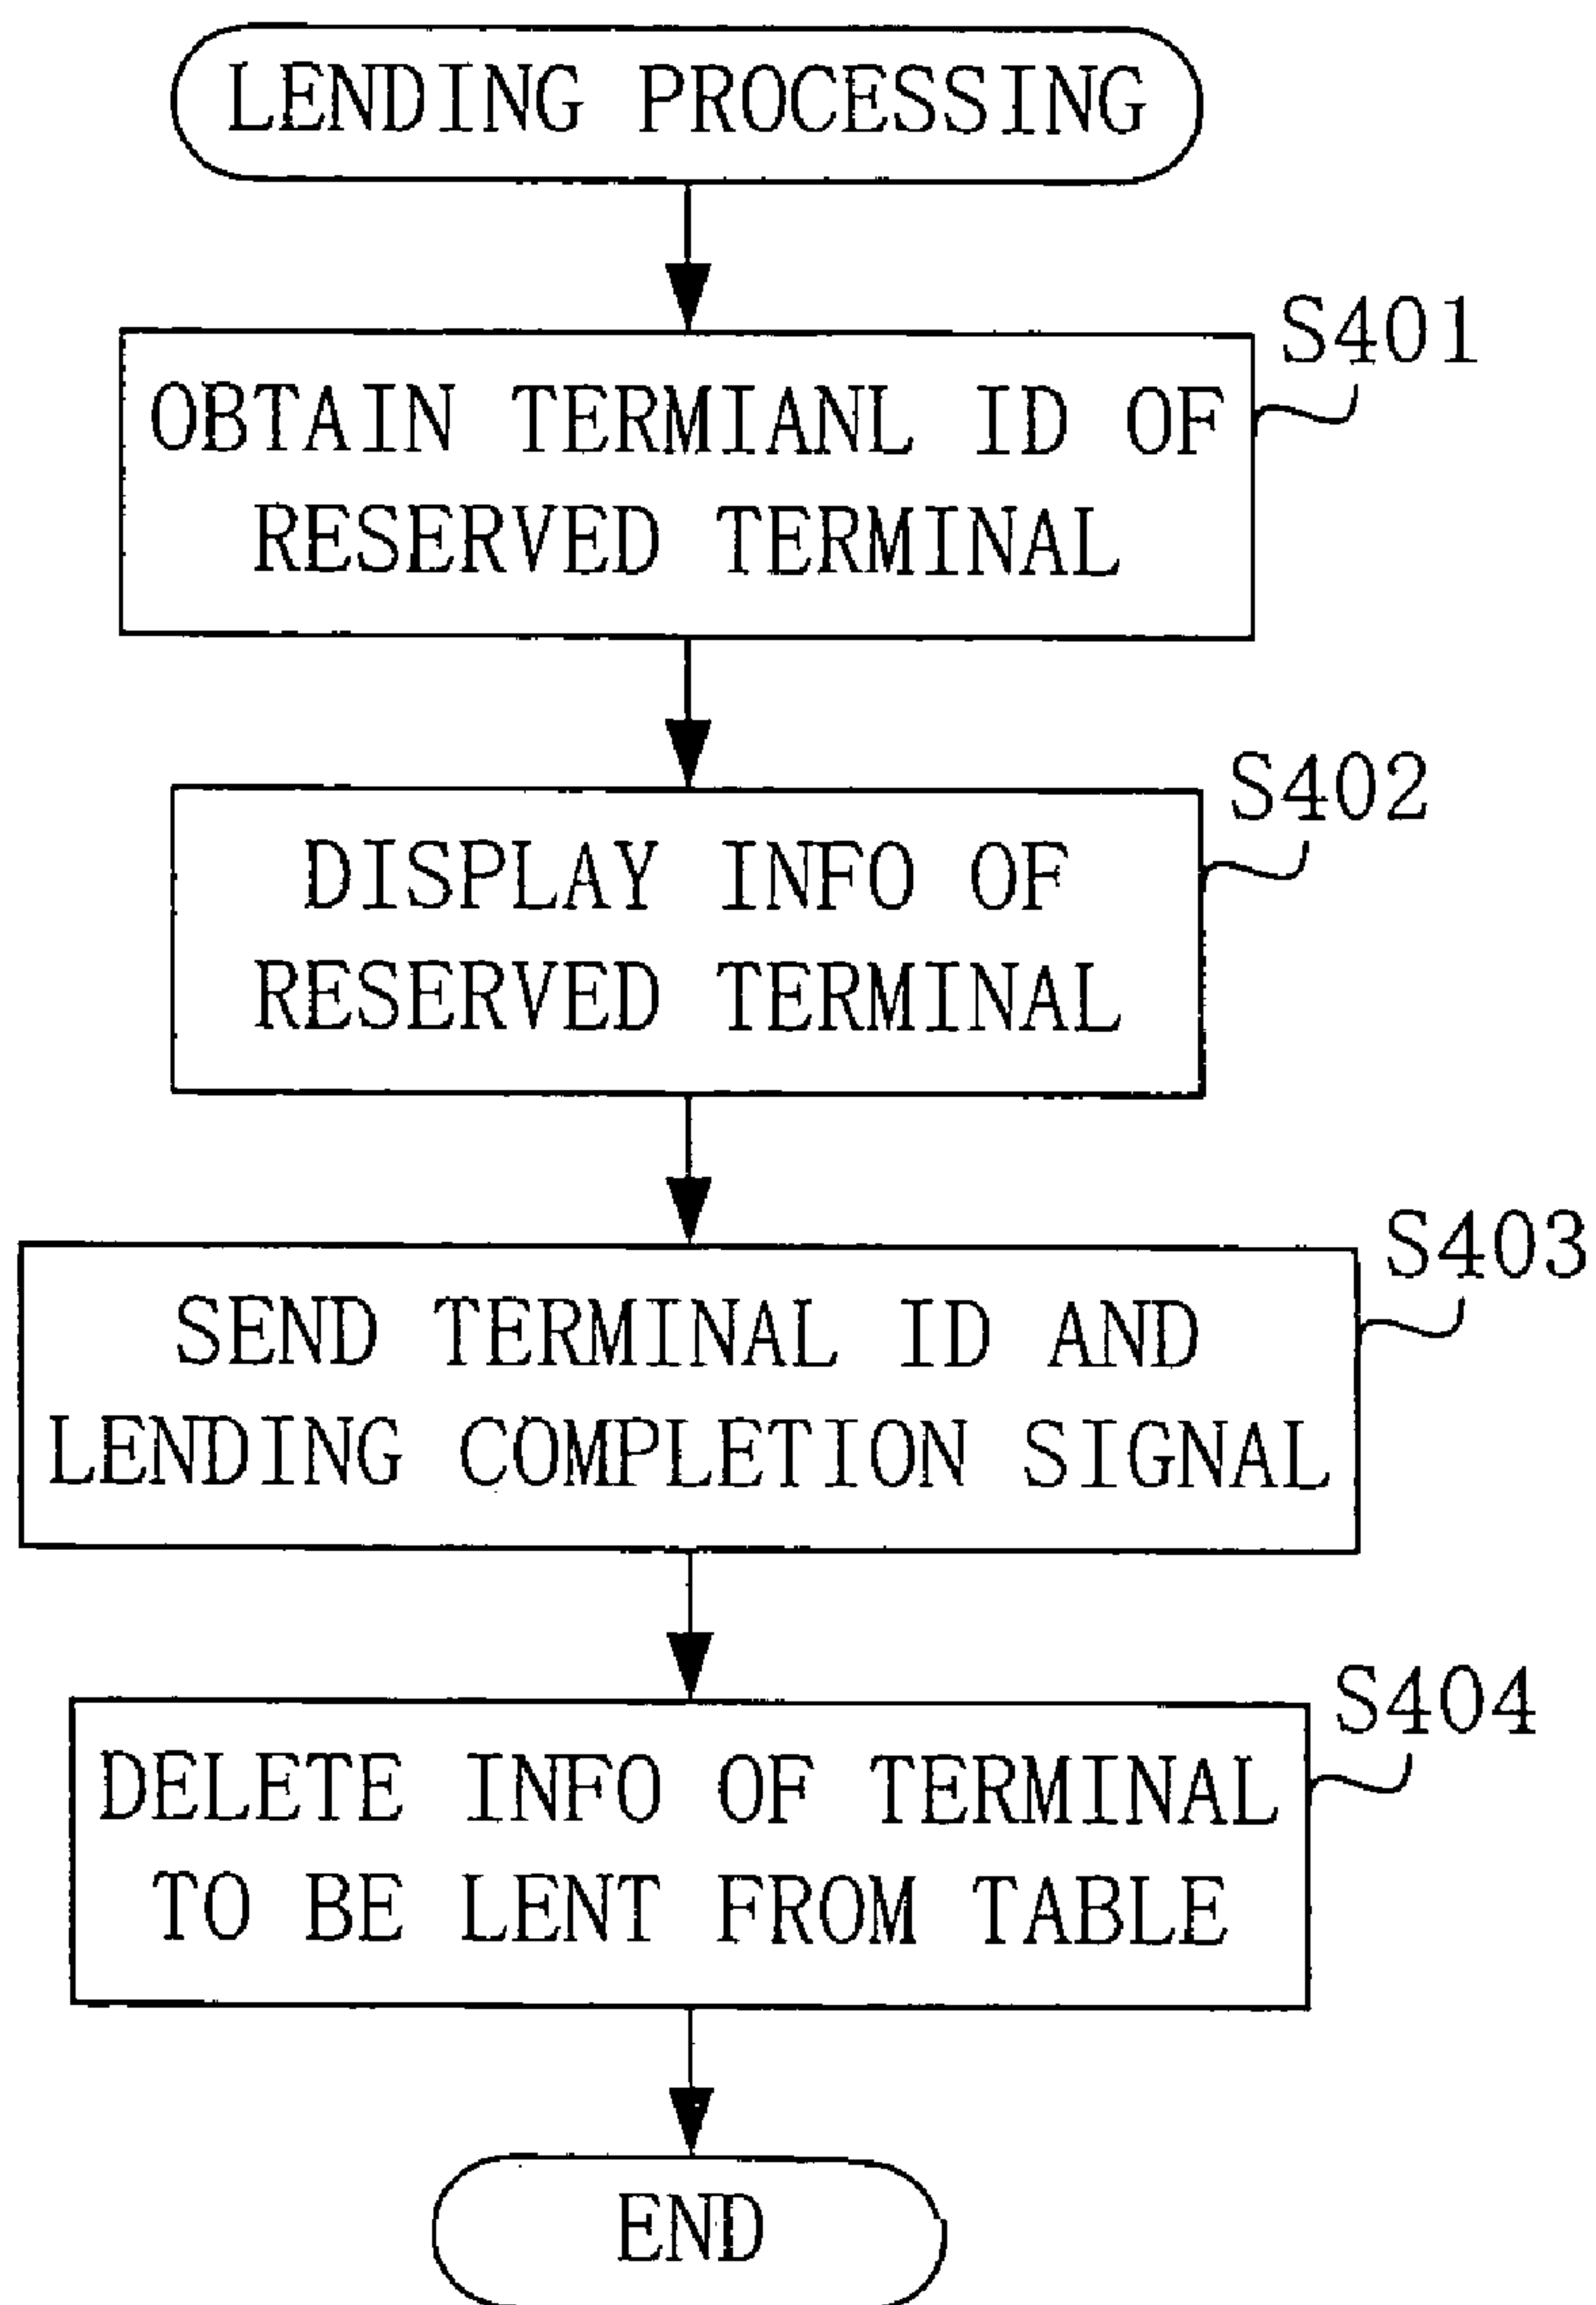 LENDING PROCESSING
S401
OBTAIN TERMIANL ID OF
RESERVED TERMINAL
S402
DISPLAY INFO OF
RESERVED TERMINAL
S403
SEND TERMINAL ID AND
LENDING COMPLETION SIGNAL
S404
DELETE INFO OF TERMINAL
TO BE LENT FROM TABLE
END